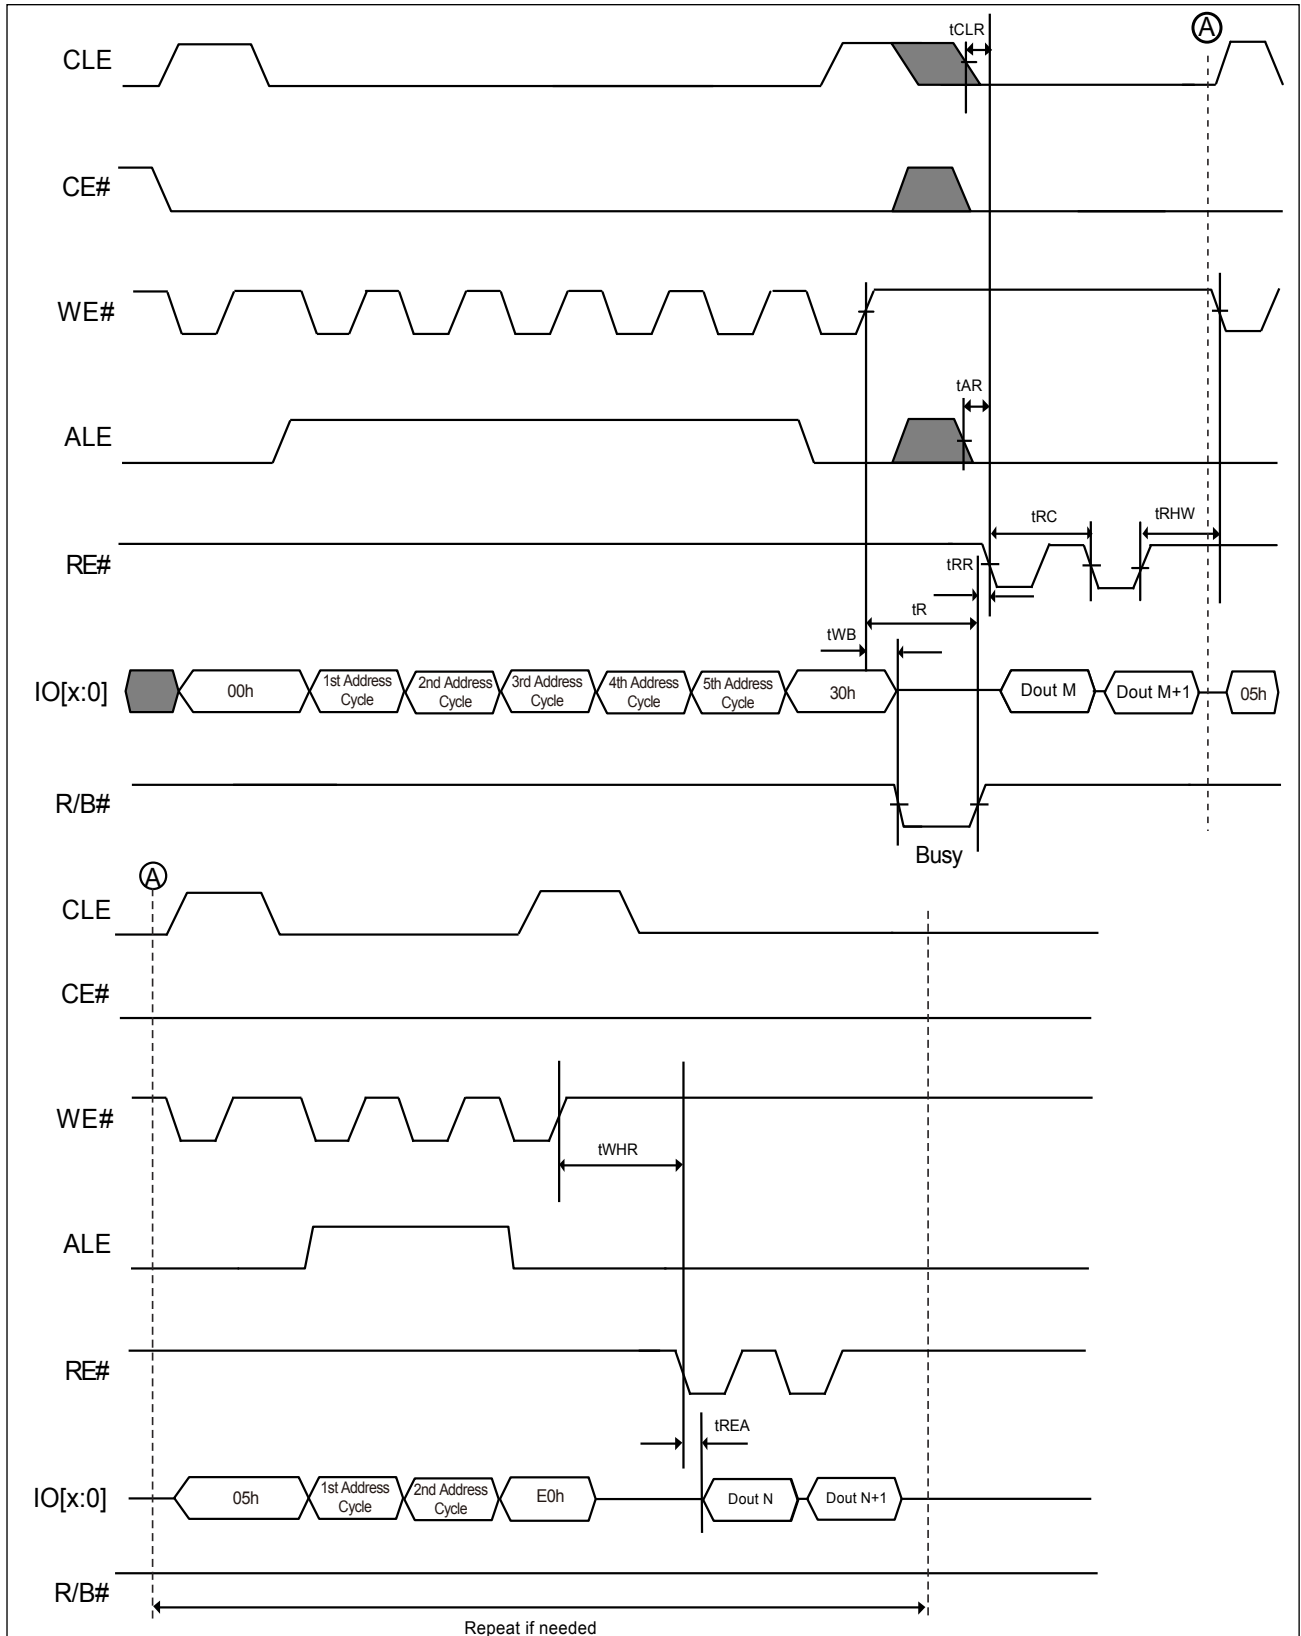 tCLR
A
CLE
CE#
WE#
tAR
ALE
tRC
tRHW
RE#
tRR
tR
tWB
IO[x:0]
00h
1st Address
Cycle
2nd Address
Cycle
3rd Address
Cycle
4th Address
Cycle
5th Address
Cycle
30h
Dout M
Dout M+1
05h
R/B#
Busy
A
CLE
CE#
WE#
tWHR
ALE
RE#
tREA
IO[x:0]
05h
1st Address
Cycle
2nd Address
Cycle
E0h
Dout N
Dout N+1
R/B#
Repeat if needed